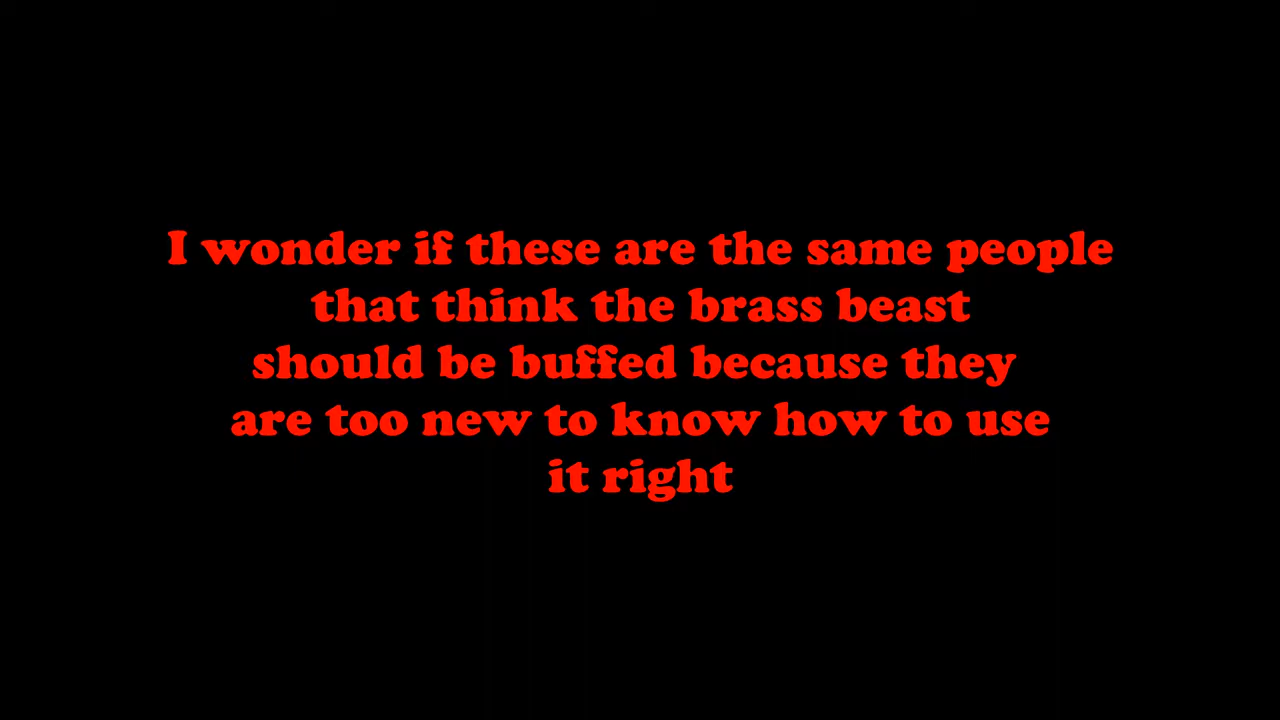 I wonder if these are the same people
that think the brass beast
should be buffed because they
are too new to know how to use
it right